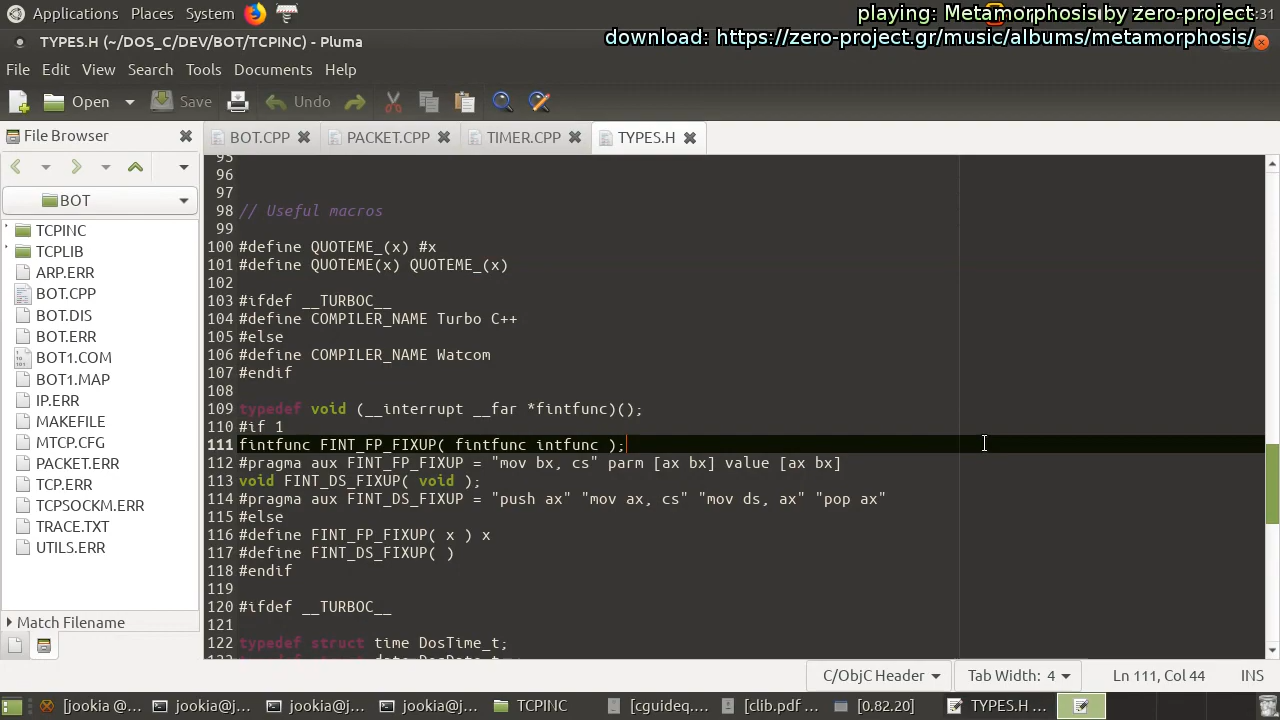 Applications Places System
:31
playing: Metamorphosis by zero-project
download: https://zero-project.gr/music/albums/metamorphosis/
TYPES.H (~/DOS_C/DEV/BOT/TCPINC) - Pluma
File Edit View Search Tools Documents Help
Open Save Undo
File Browser
BOT.CPP PACKET.CPP TIMER.CPP TYPES.H
BOT
TCPINC
TCPLIB
ARP.ERR
BOT.CPP
BOT.DIS
BOT.ERR
BOT1.COM
BOT1.MAP
IP.ERR
MAKEFILE
MTCP.CFG
PACKET.ERR
TCP.ERR
TCPSOCKM.ERR
TRACE.TXT
UTILS.ERR
Match Filename
95
96
97
98 // Useful macros
99
100 #define QUOTEME_(x) #x
101 #define QUOTEME(x) QUOTEME_(x)
102
103 #ifdef __TURBOC__
104 #define COMPILER_NAME Turbo C++
105 #else
106 #define COMPILER_NAME Watcom
107 #endif
108
109 typedef void (__interrupt __far *fintfunc)();
110 #if 1
111 fintfunc FINT_FP_FIXUP( fintfunc intfunc );
112 #pragma aux FINT_FP_FIXUP = "mov bx, cs" parm [ax bx] value [ax bx]
113 void FINT_DS_FIXUP( void );
114 #pragma aux FINT_DS_FIXUP = "push ax" "mov ax, cs" "mov ds, ax" "pop ax"
115 #else
116 #define FINT_FP_FIXUP( x ) x
117 #define FINT_DS_FIXUP( )
118 #endif
119
120 #ifdef __TURBOC__
121
122 typedef struct time DosTime_t;
C/ObjC Header Tab Width: 4 Ln 111, Col 44 INS
[jookia @... jookia@j... jookia@j... jookia@j... TCPINC [cguideq.... [clib.pdf ... [0.82.20] TYPES.H ...